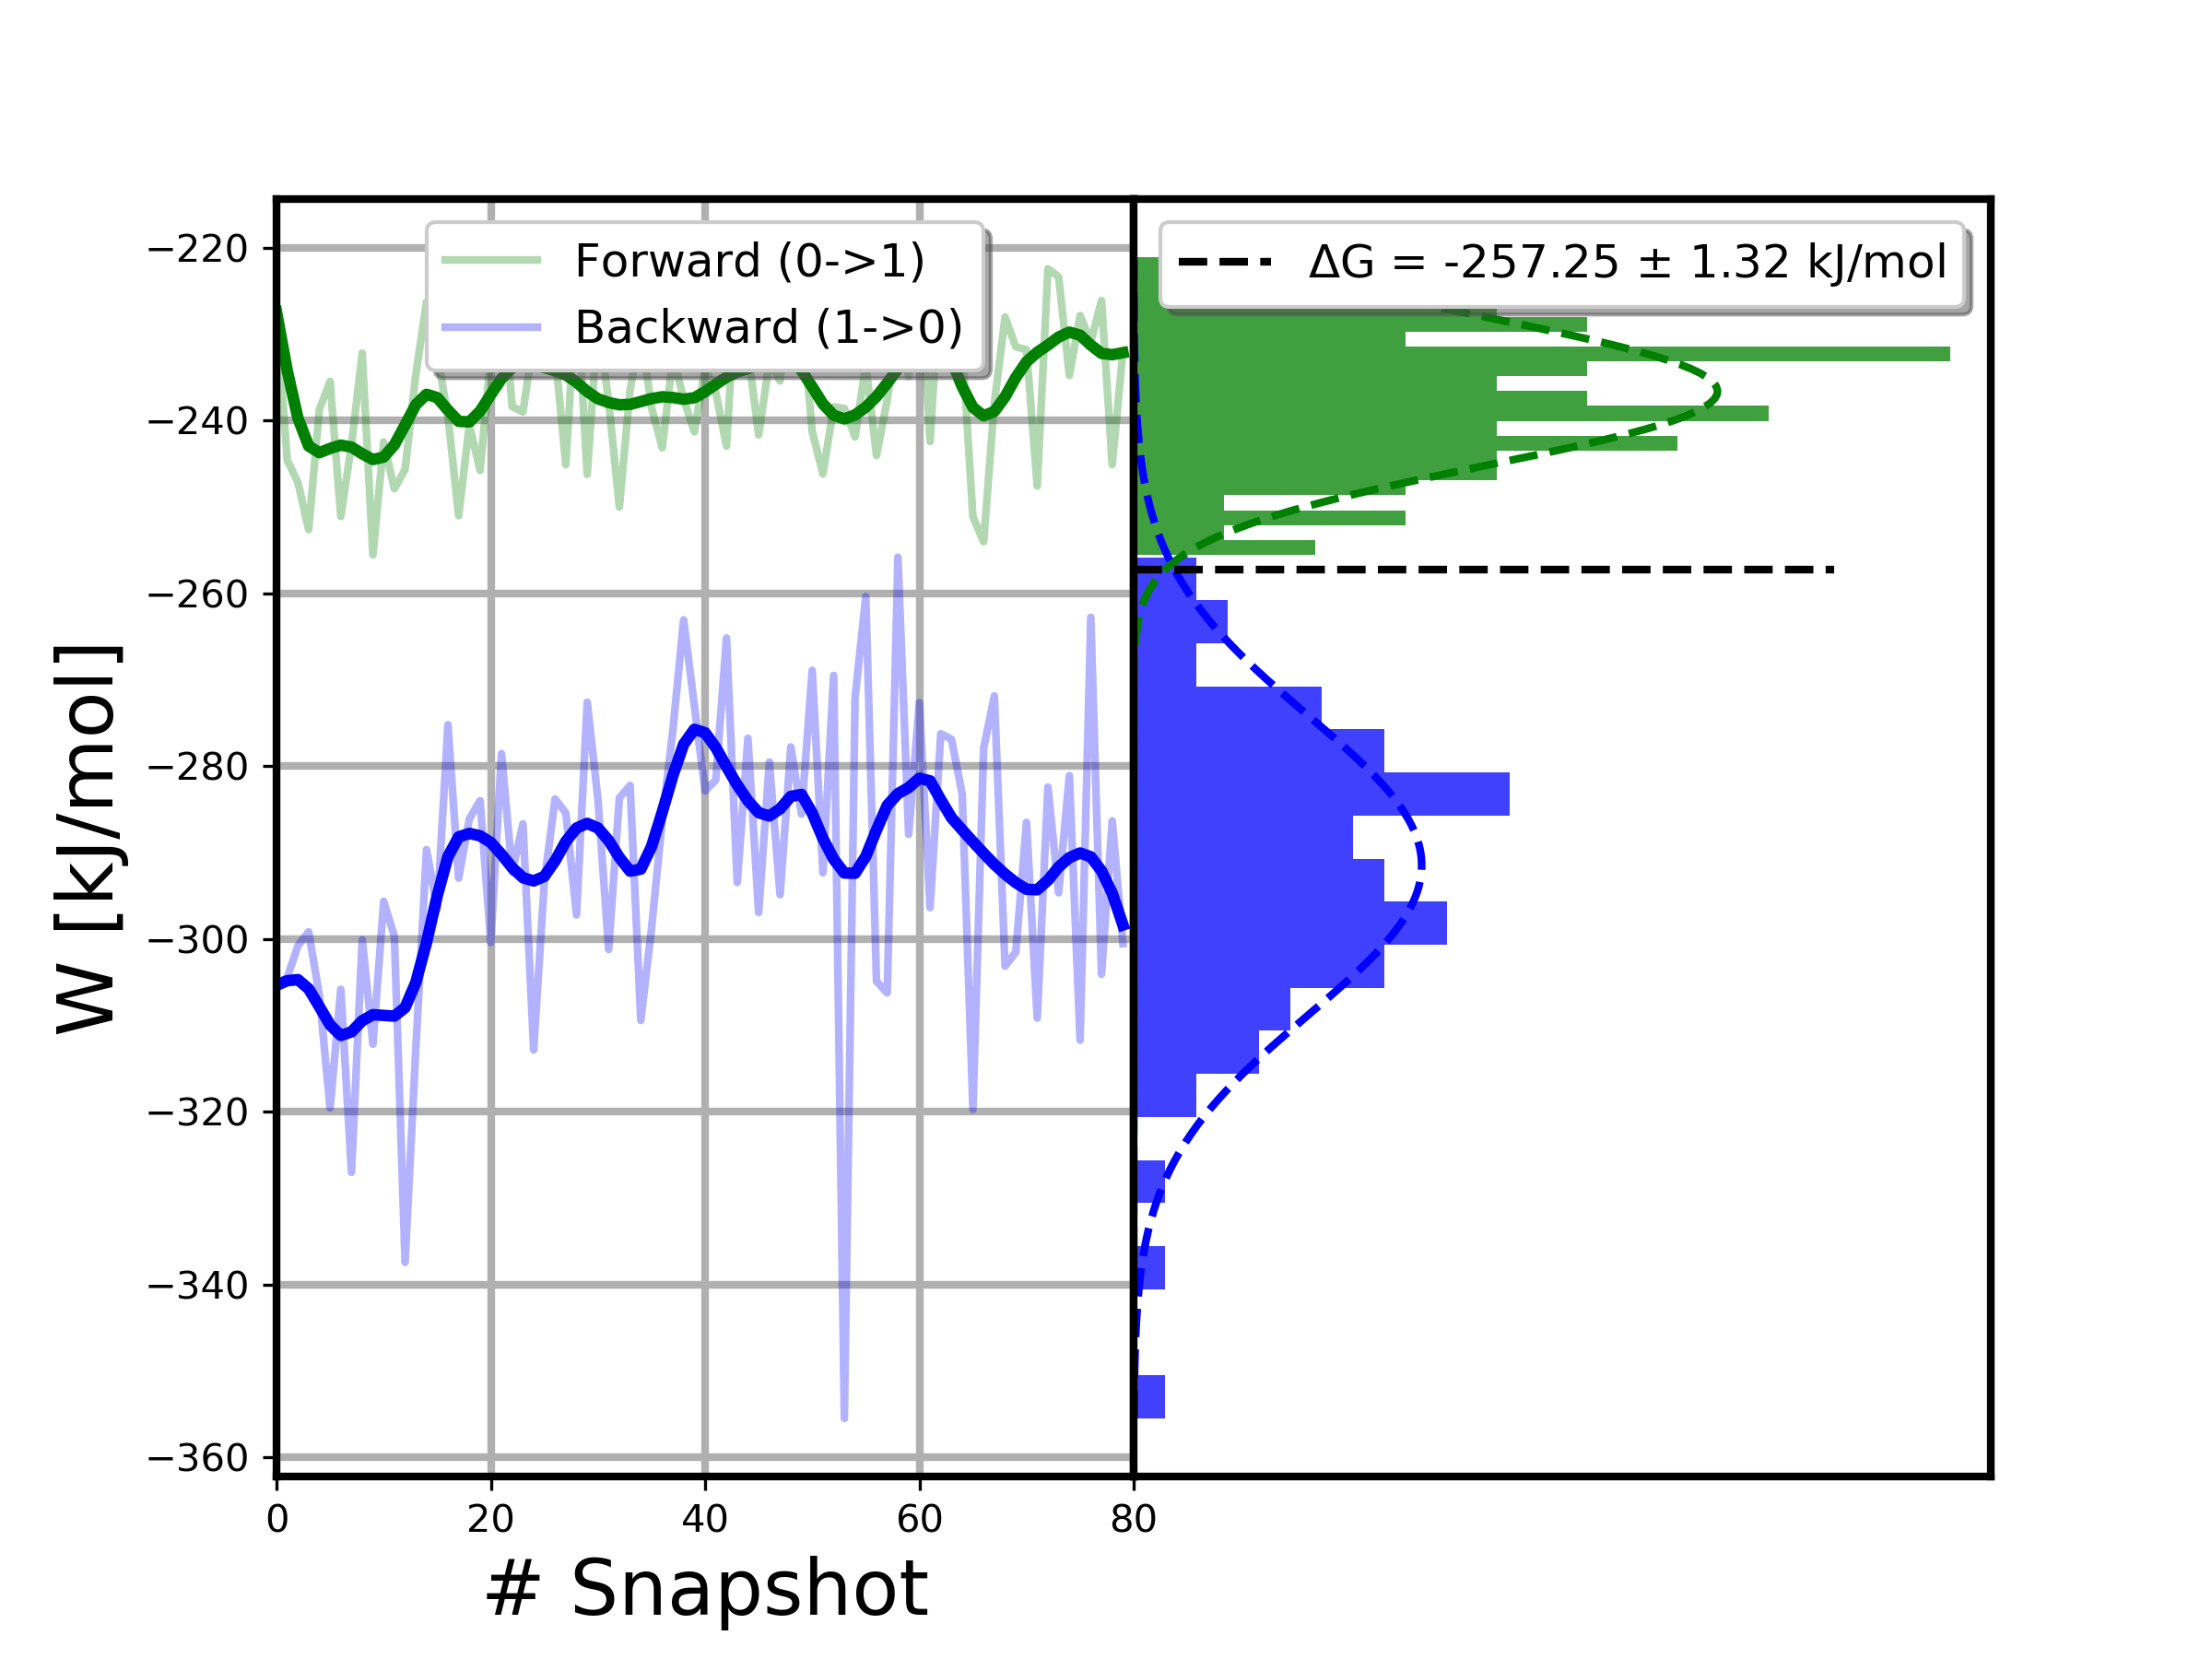 Forward (0->1)
Backward (1->0)
ΔG = -257.25 ± 1.32 kJ/mol
−220
−240
−260
−280
−300
−320
−340
−360
W [kJ/mol]
0 20 40 60 80
# Snapshot